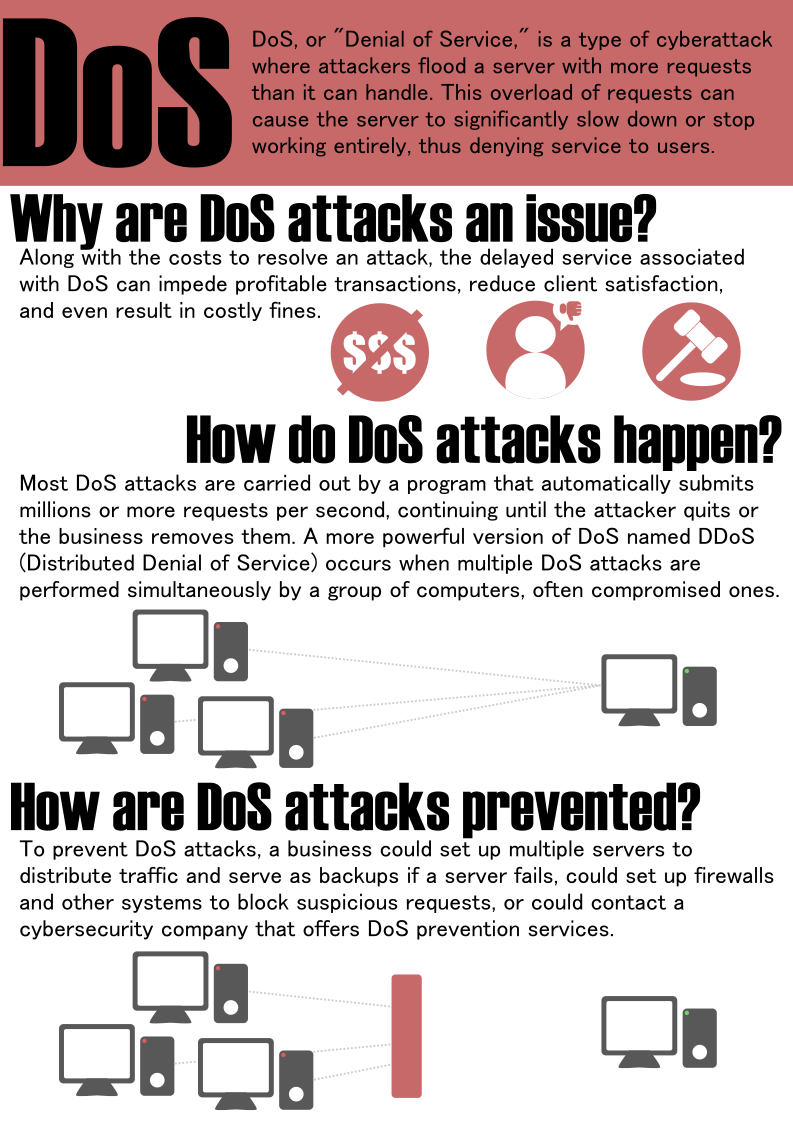 DoS
DoS, or "Denial of Service," is a type of cyberattack
where attackers flood a server with more requests
than it can handle. This overload of requests can
cause the server to significantly slow down or stop
working entirely, thus denying service to users.
Why are DoS attacks an issue?
Along with the costs to resolve an attack, the delayed service associated
with DoS can impede profitable transactions, reduce client satisfaction,
and even result in costly fines.
$$$
How do DoS attacks happen?
Most DoS attacks are carried out by a program that automatically submits
millions or more requests per second, continuing until the attacker quits or
the business removes them. A more powerful version of DoS named DDoS
(Distributed Denial of Service) occurs when multiple DoS attacks are
performed simultaneously by a group of computers, often compromised ones.
How are DoS attacks prevented?
To prevent DoS attacks, a business could set up multiple servers to
distribute traffic and serve as backups if a server fails, could set up firewalls
and other systems to block suspicious requests, or could contact a
cybersecurity company that offers DoS prevention services.